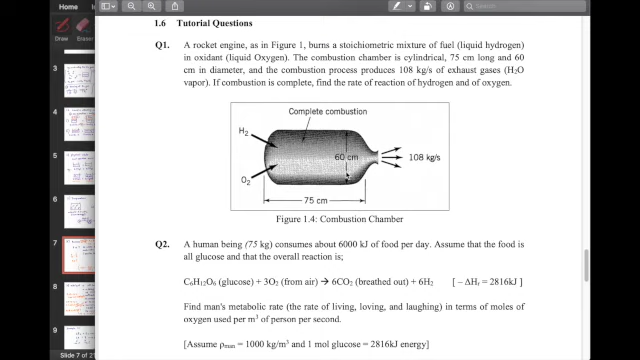 1.6 Tutorial Questions
Q1. A rocket engine, as in Figure 1, burns a stoichiometric mixture of fuel (liquid hydrogen)
in oxidant (liquid Oxygen). The combustion chamber is cylindrical, 75 cm long and 60
cm in diameter, and the combustion process produces 108 kg/s of exhaust gases (H₂O
vapor). If combustion is complete, find the rate of reaction of hydrogen and of oxygen.
Complete combustion
H₂
60 cm
108 kg/s
O₂
75 cm
Figure 1.4: Combustion Chamber
Q2. A human being (75 kg) consumes about 6000 kJ of food per day. Assume that the food is
all glucose and that the overall reaction is;
C₆H₁₂O₆ (glucose) + 3O₂ (from air) → 6CO₂ (breathed out) + 6H₂ [ – ΔHᵣ = 2816kJ ]
Find man's metabolic rate (the rate of living, loving, and laughing) in terms of moles of
oxygen used per m³ of person per second.
[Assume ρₘₐₙ = 1000 kg/m³ and 1 mol glucose = 2816kJ energy]
Draw
Eraser
3
4
5
6
7
8
9
Slide 7 of 21